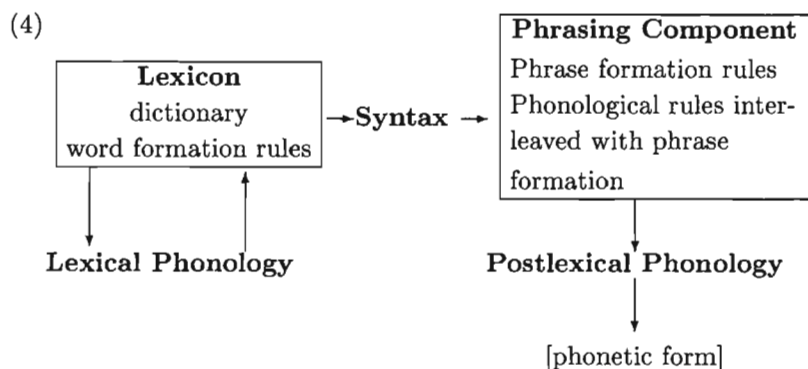 (4)
Lexicon
dictionary
word formation rules
Syntax
Phrasing Component
Phrase formation rules
Phonological rules inter-
leaved with phrase
formation
Lexical Phonology
Postlexical Phonology
[phonetic form]